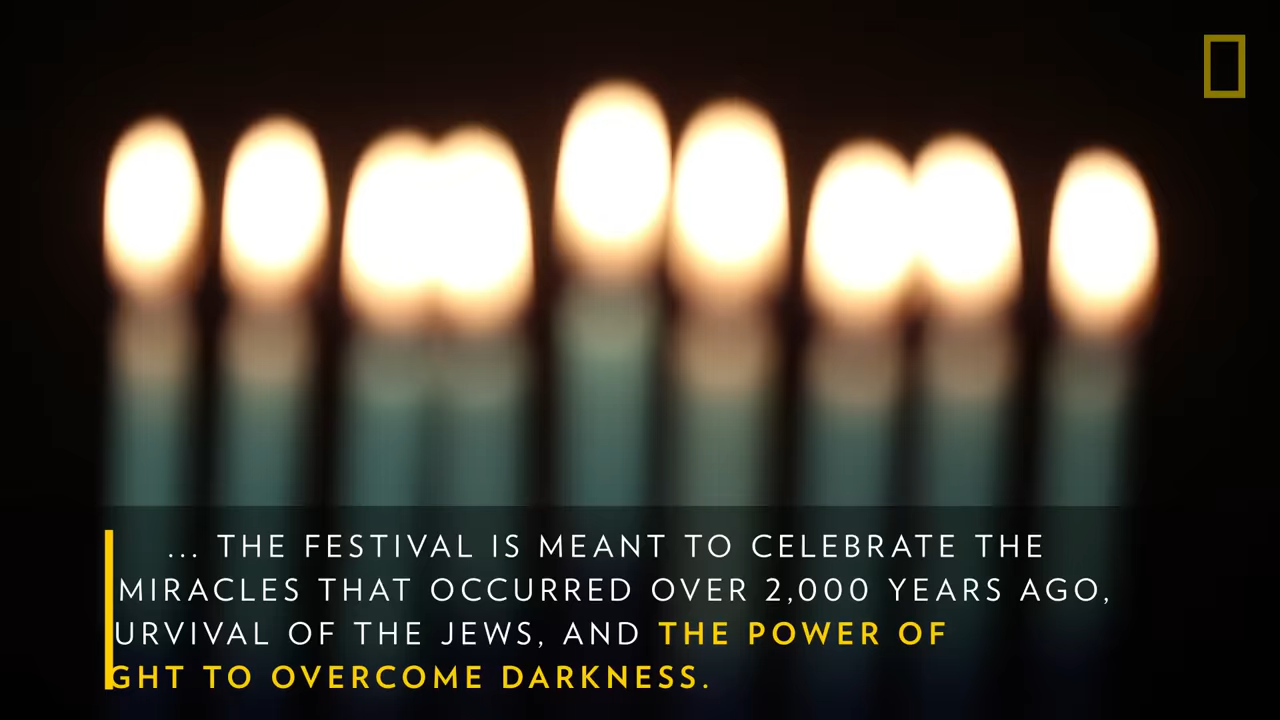 ... THE FESTIVAL IS MEANT TO CELEBRATE THE
MIRACLES THAT OCCURRED OVER 2,000 YEARS AGO,
URVIVAL OF THE JEWS, AND THE POWER OF
GHT TO OVERCOME DARKNESS.